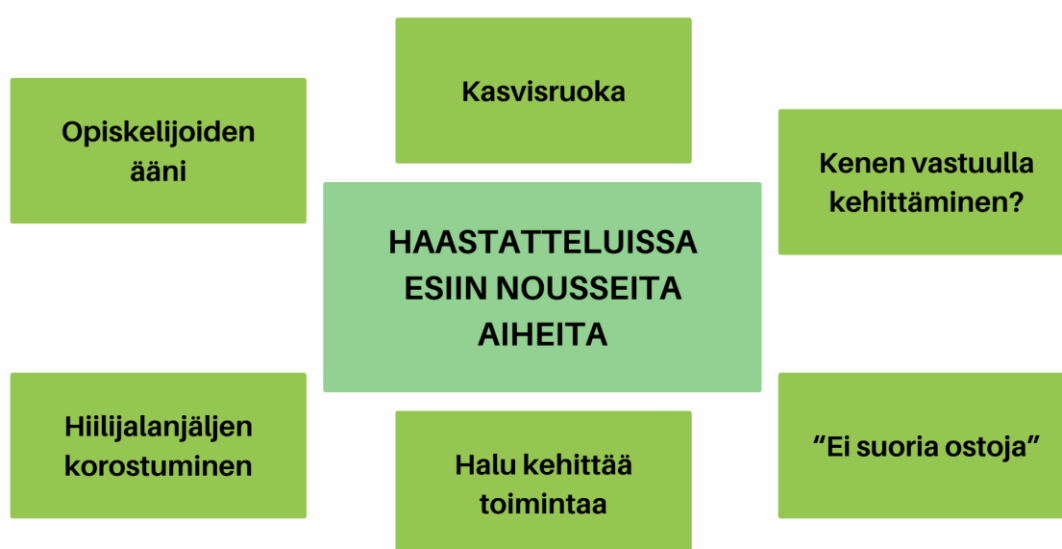 Kasvisruoka
Opiskelijoiden
ääni
Kenen vastuulla
kehittäminen?
HAASTATTELUISSA
ESIIN NOUSSEITA
AIHEITA
Hiilijalanjäljen
korostuminen
Halu kehittää
toimintaa
“Ei suoria ostoja”